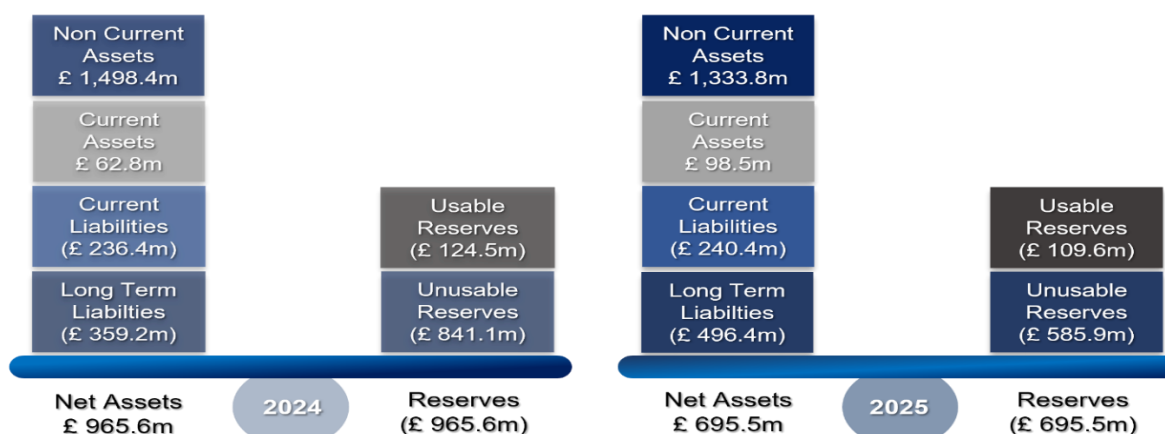 Non Current
Assets
£ 1,498.4m
Current
Assets
£ 62.8m
Current
Liabilities
(£ 236.4m)
Long Term
Liabilties
(£ 359.2m)
Usable
Reserves
(£ 124.5m)
Unusable
Reserves
(£ 841.1m)
Net Assets
£ 965.6m
2024
Reserves
(£ 965.6m)
Non Current
Assets
£ 1,333.8m
Current
Assets
£ 98.5m
Current
Liabilities
(£ 240.4m)
Long Term
Liabilties
(£ 496.4m)
Usable
Reserves
(£ 109.6m)
Unusable
Reserves
(£ 585.9m)
Net Assets
£ 695.5m
2025
Reserves
(£ 695.5m)